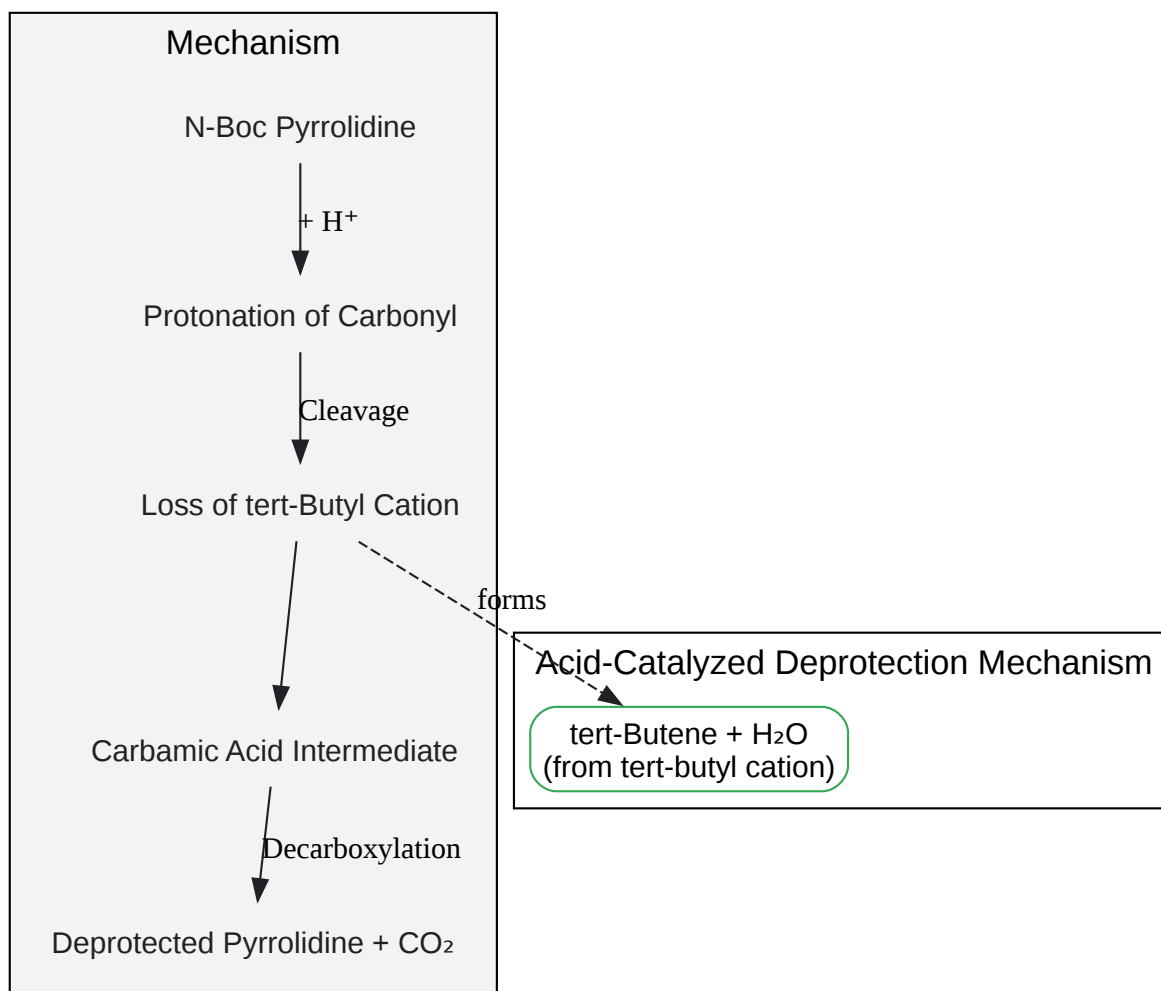 Mechanism
N-Boc Pyrrolidine
+ H⁺
Protonation of Carbonyl
Cleavage
Loss of tert-Butyl Cation
forms
Acid-Catalyzed Deprotection Mechanism
tert-Butene + H₂O
(from tert-butyl cation)
Carbamic Acid Intermediate
Decarboxylation
Deprotected Pyrrolidine + CO₂